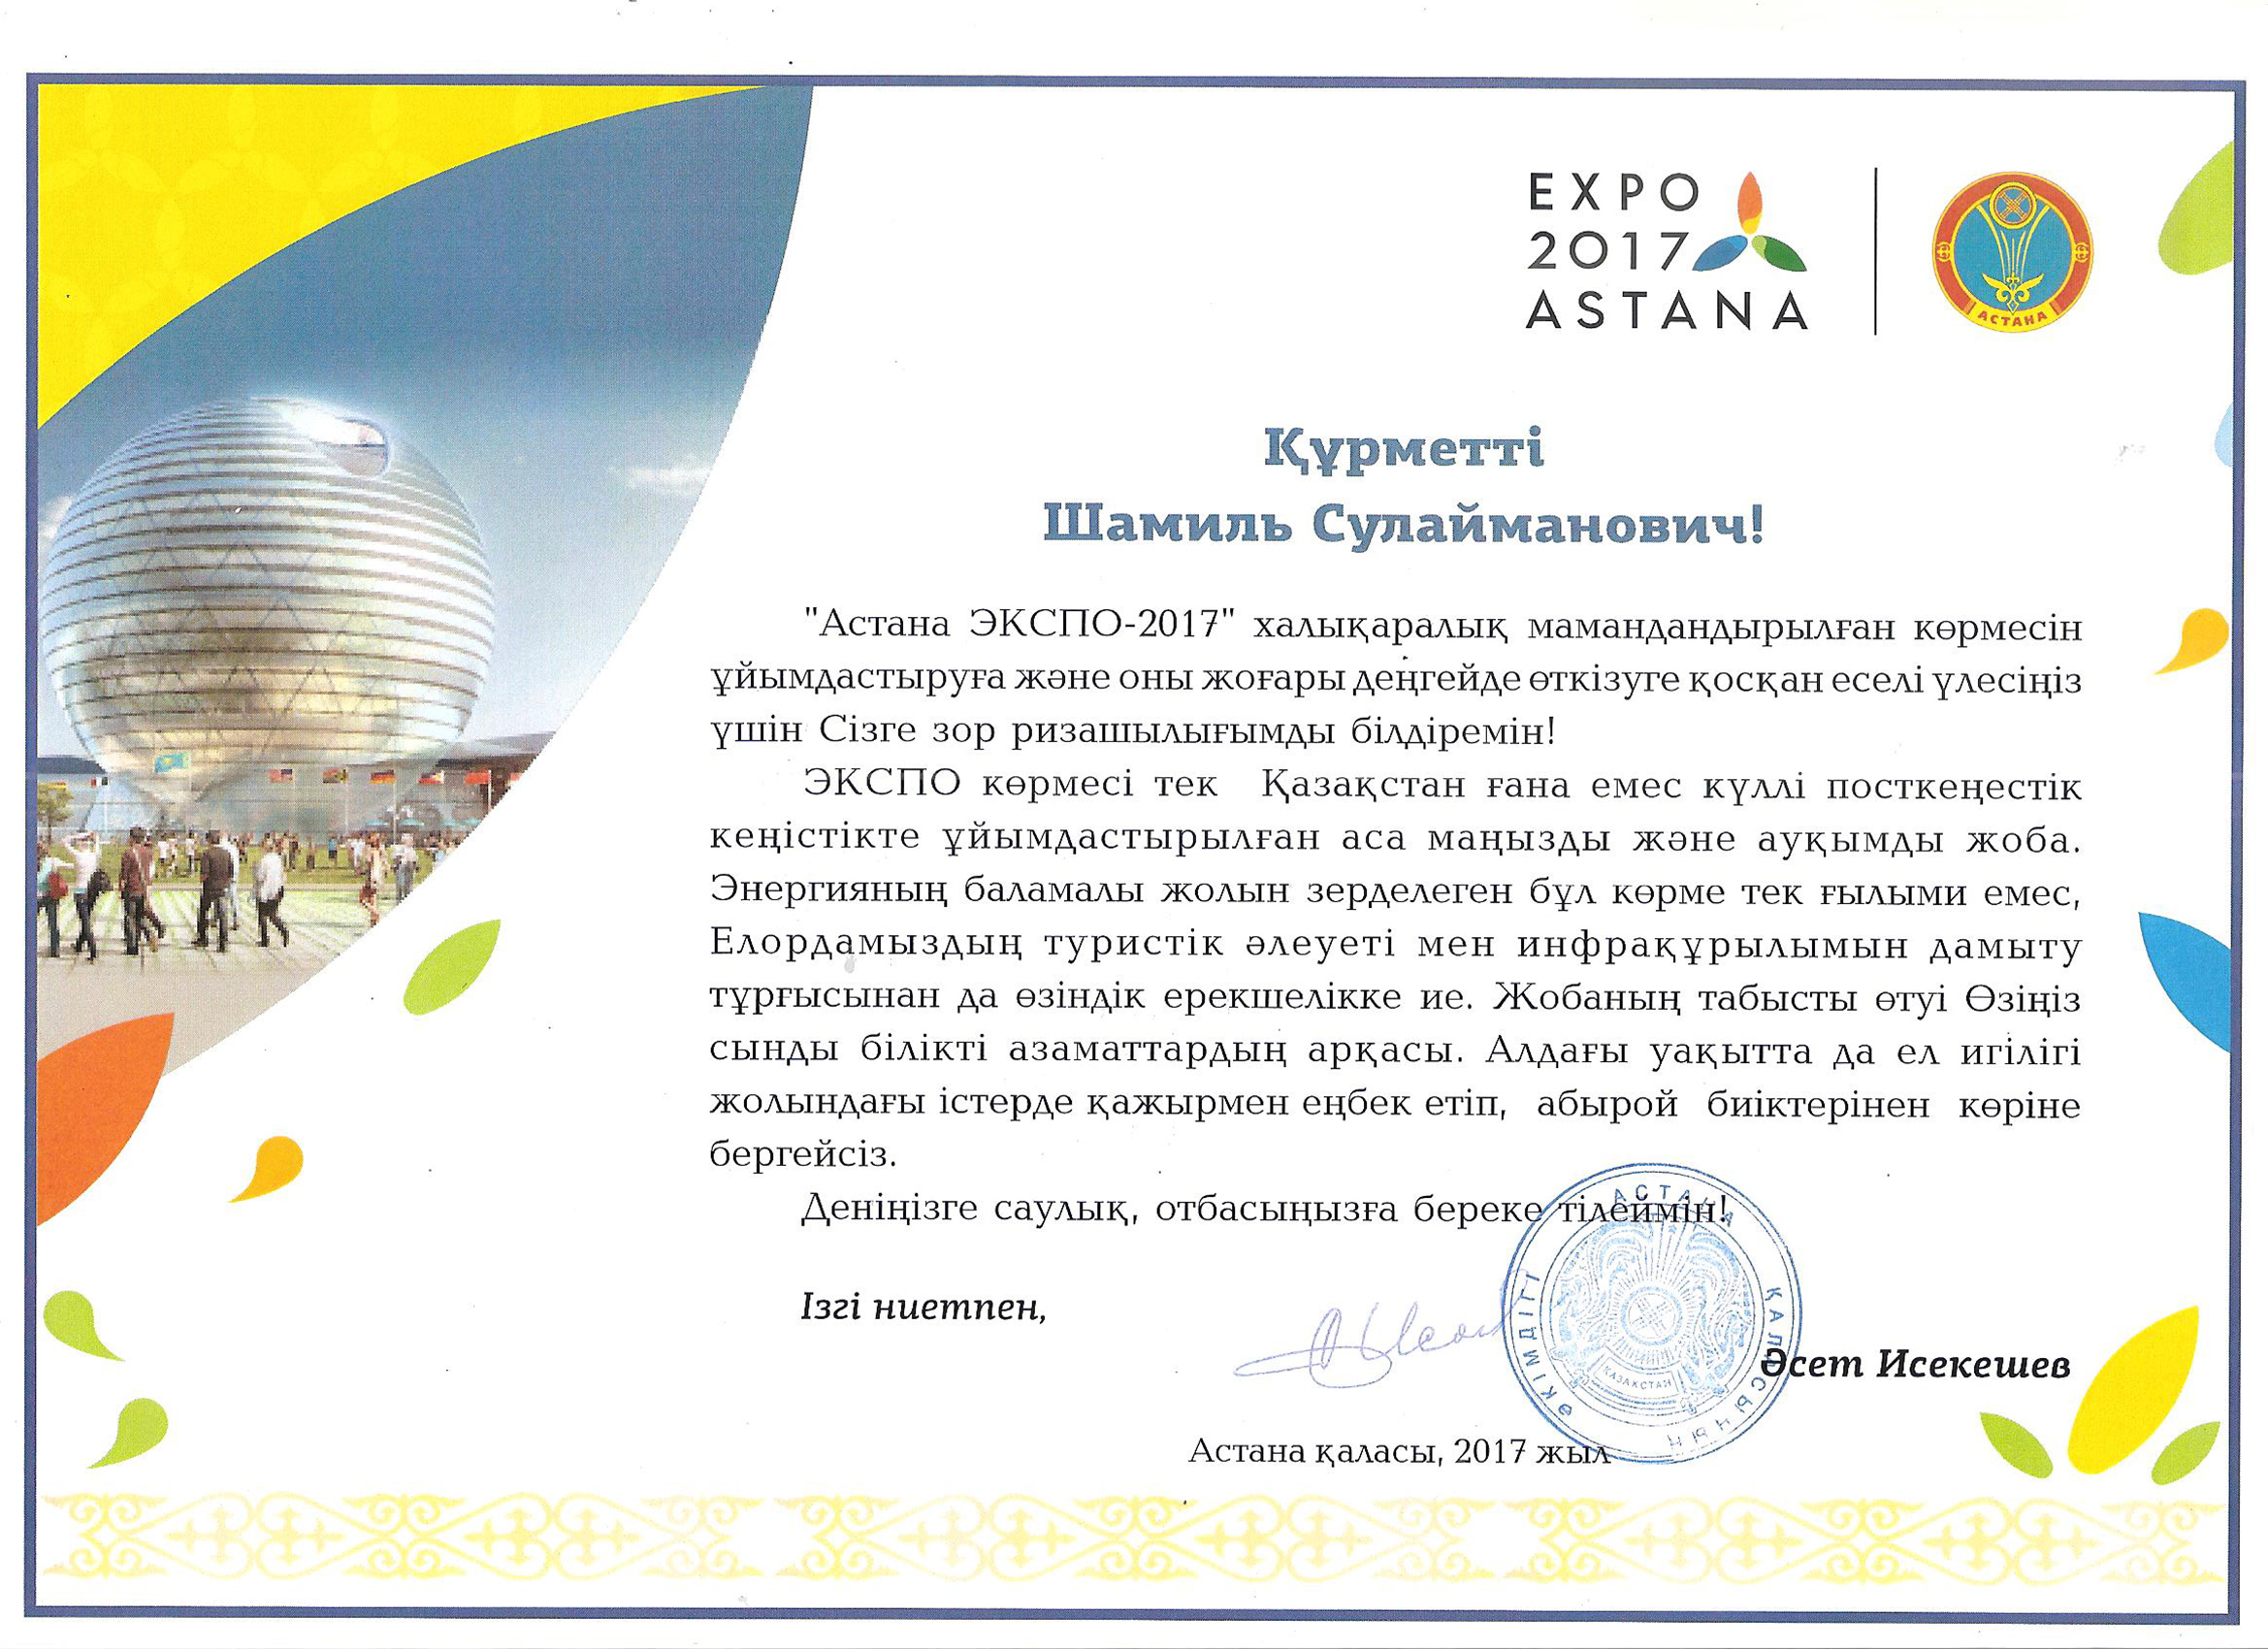 EXPO
2017
ASTANA
АСТАНА
Құрметті
Шамиль Сулайманович!
"Астана ЭКСПО-2017" халықаралық мамандандырылған көрмесін
ұйымдастыруға және оны жоғары деңгейде өткізуге қосқан еселі үлесіңіз
үшін Сізге зор ризашылығымды білдіремін!
ЭКСПО көрмесі тек Қазақстан ғана емес күллі посткеңестік
кеңістікте ұйымдастырылған аса маңызды және ауқымды жоба.
Энергияның баламалы жолын зерделеген бұл көрме тек ғылыми емес,
Елордамыздың туристік әлеуеті мен инфрақұрылымын дамыту
тұрғысынан да өзіндік ерекшелікке ие. Жобаның табысты өтуі Өзіңіз
сынды білікті азаматтардың арқасы. Алдағы уақытта да ел игілігі
жолындағы істерде қажырмен еңбек етіп, абырой биіктерінен көріне
бергейсіз.
Деніңізге саулық, отбасыңызға береке тілеймін!
Ізгі ниетпен,
АСТАНА ҚАЛАСЫНЫҢ ӘКІМДІГІ
ҚАЗАҚСТАН
Әсет Исекешев
Астана қаласы, 2017 жыл